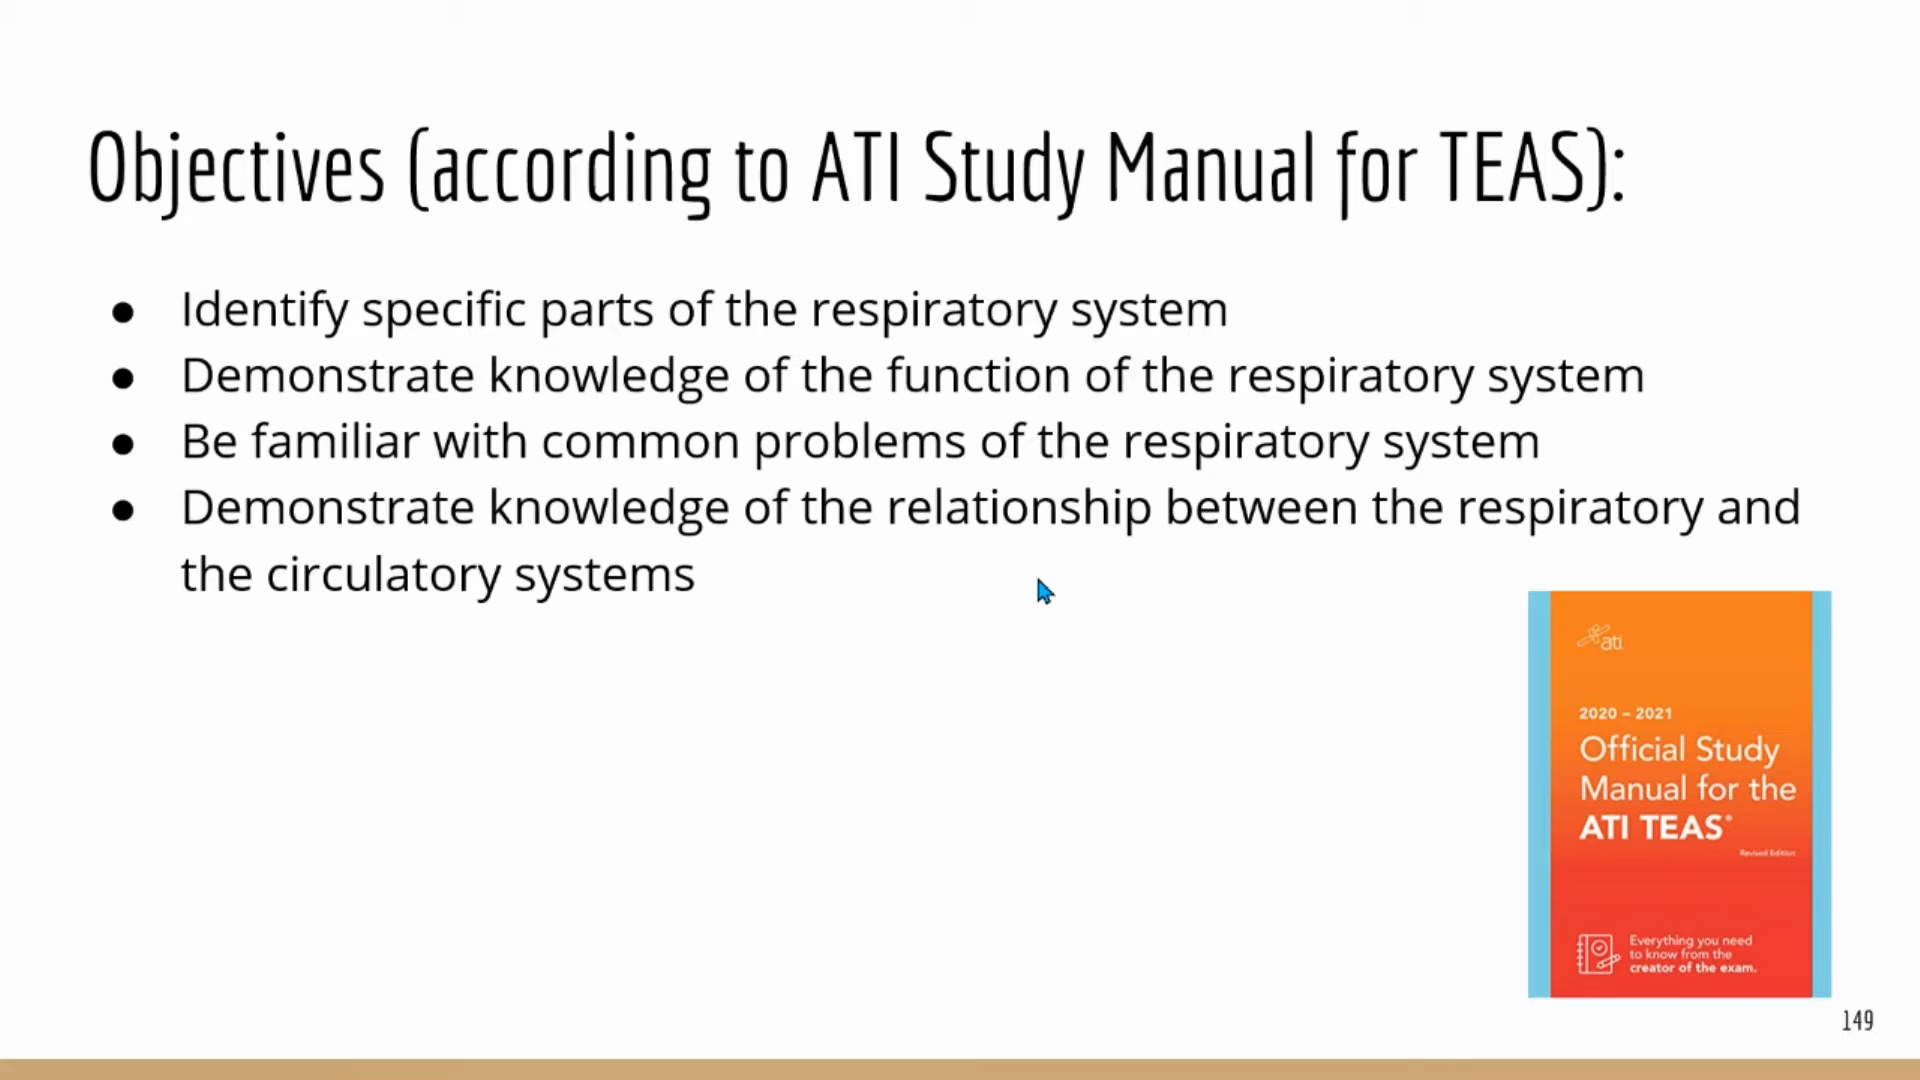 Objectives (according to ATI Study Manual for TEAS):
● Identify specific parts of the respiratory system
● Demonstrate knowledge of the function of the respiratory system
● Be familiar with common problems of the respiratory system
● Demonstrate knowledge of the relationship between the respiratory and
the circulatory systems
ati
2020 – 2021
Official Study
Manual for the
ATI TEAS®
Revised Edition
Everything you need
to know from the
creator of the exam.
149